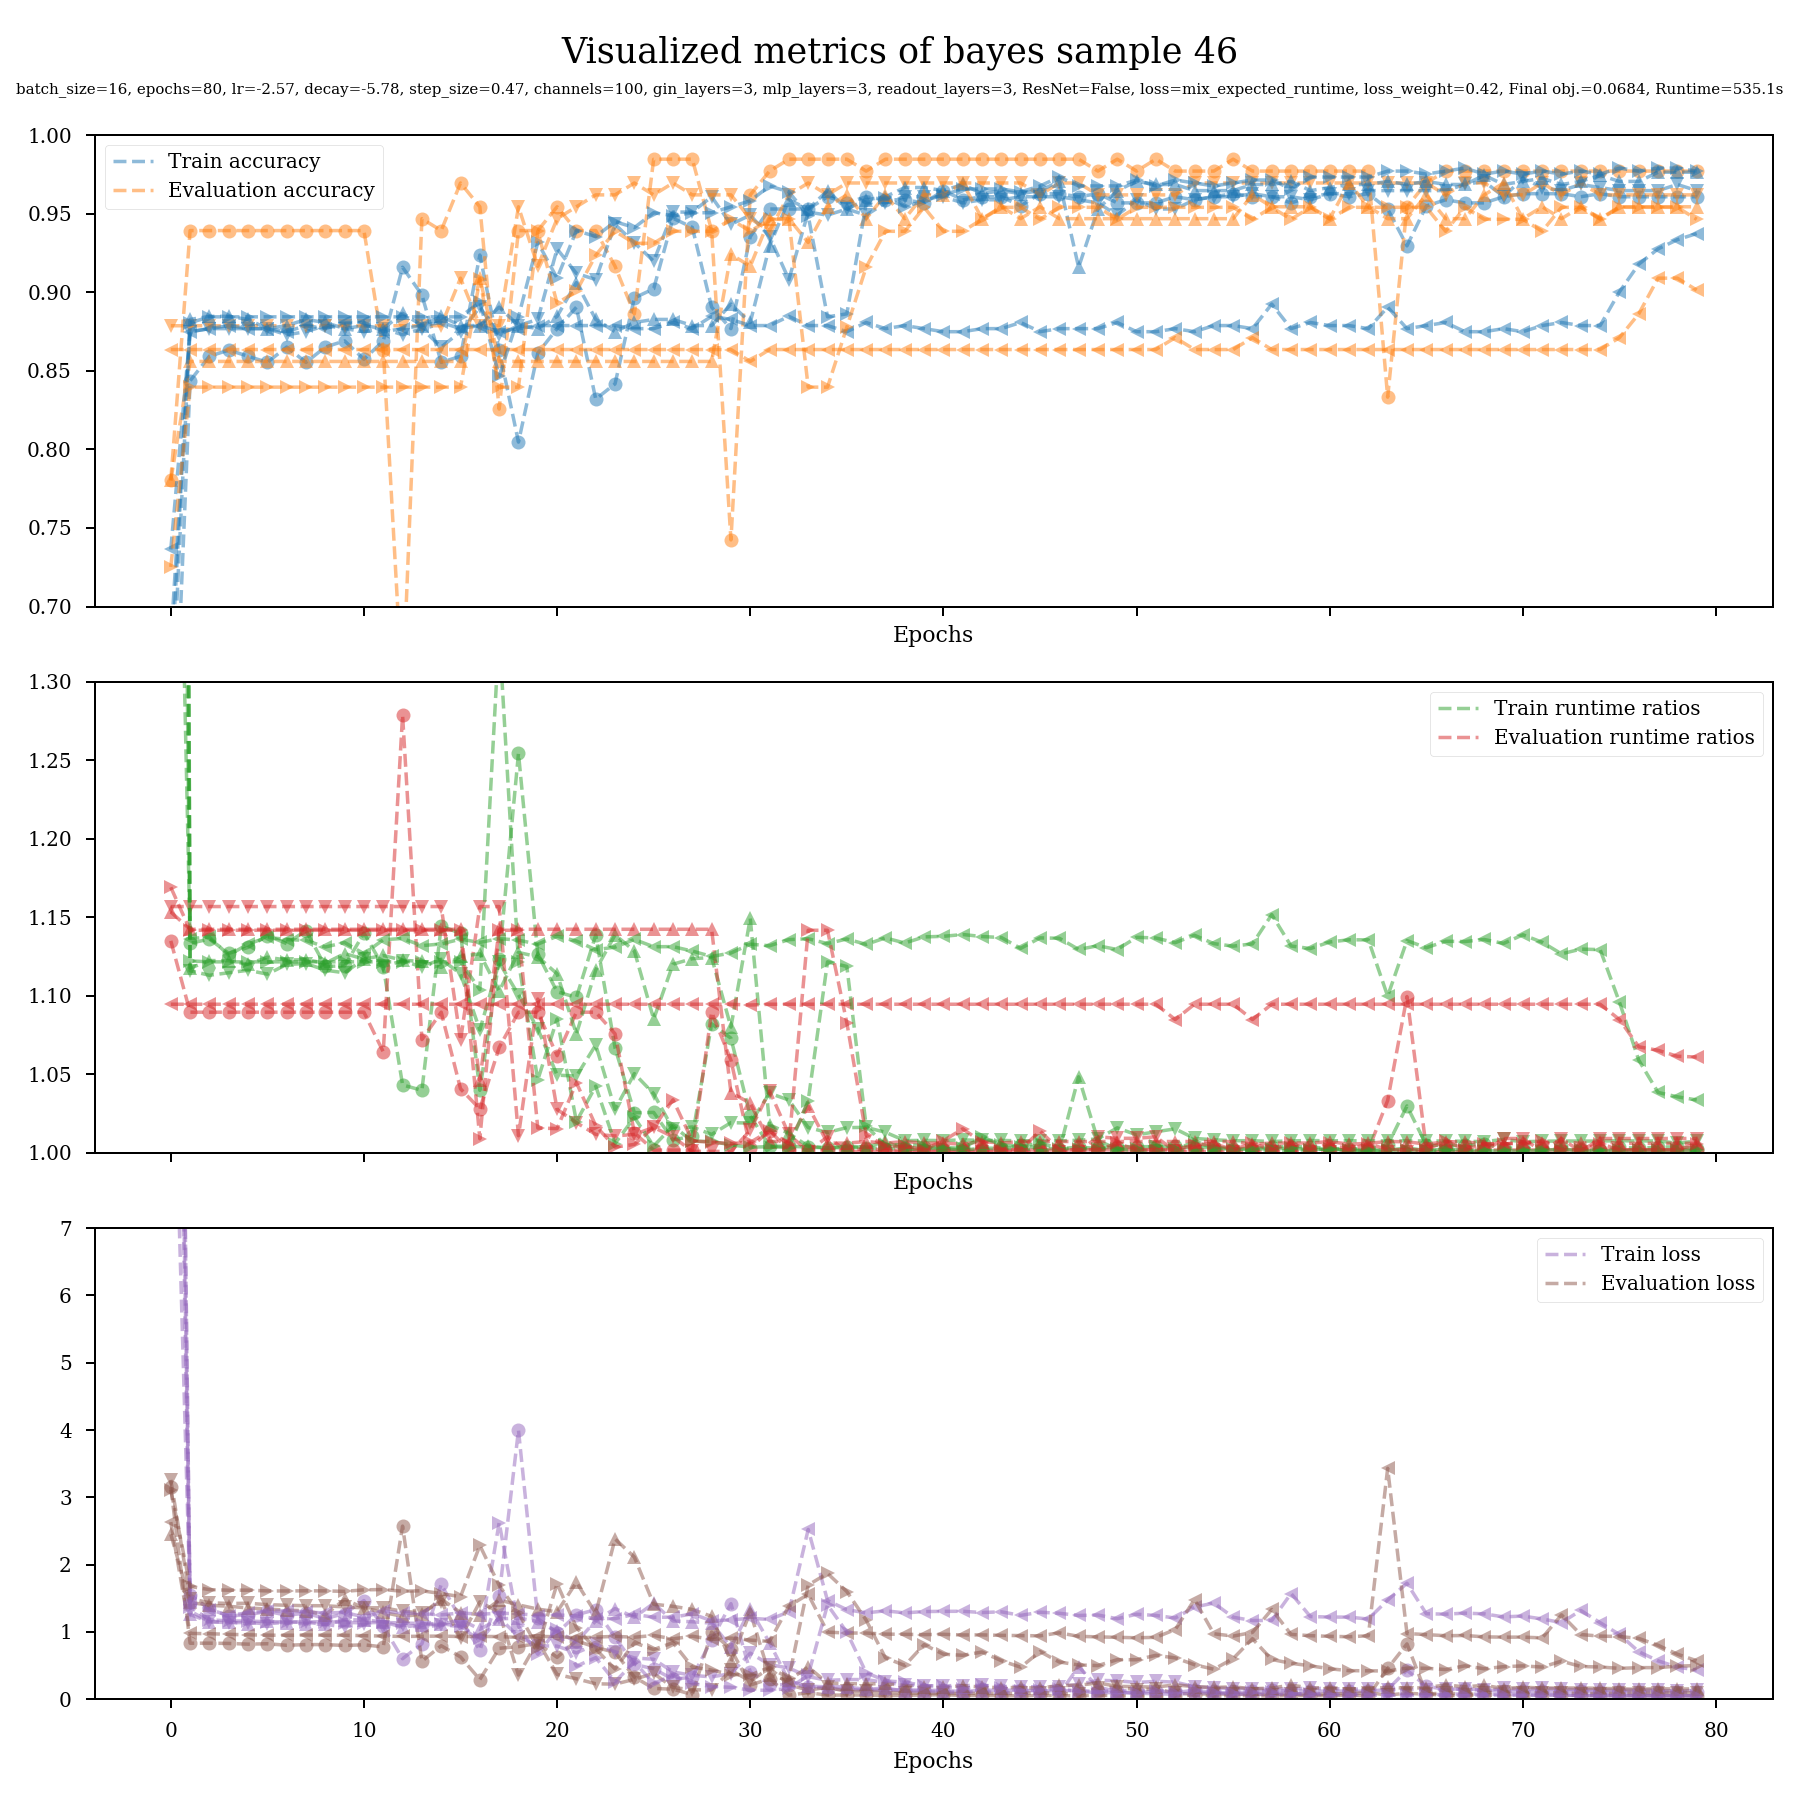 Visualized metrics of bayes sample 46
batch_size=16, epochs=80, lr=-2.57, decay=-5.78, step_size=0.47, channels=100, gin_layers=3, mlp_layers=3, readout_layers=3, ResNet=False, loss=mix_expected_runtime, loss_weight=0.42, Final obj.=0.0684, Runtime=535.1s
1.00
0.95
0.90
0.85
0.80
0.75
0.70
Train accuracy
Evaluation accuracy
Epochs
1.30
1.25
1.20
1.15
1.10
1.05
1.00
Train runtime ratios
Evaluation runtime ratios
Epochs
7
6
5
4
3
2
1
0
Train loss
Evaluation loss
0 10 20 30 40 50 60 70 80
Epochs